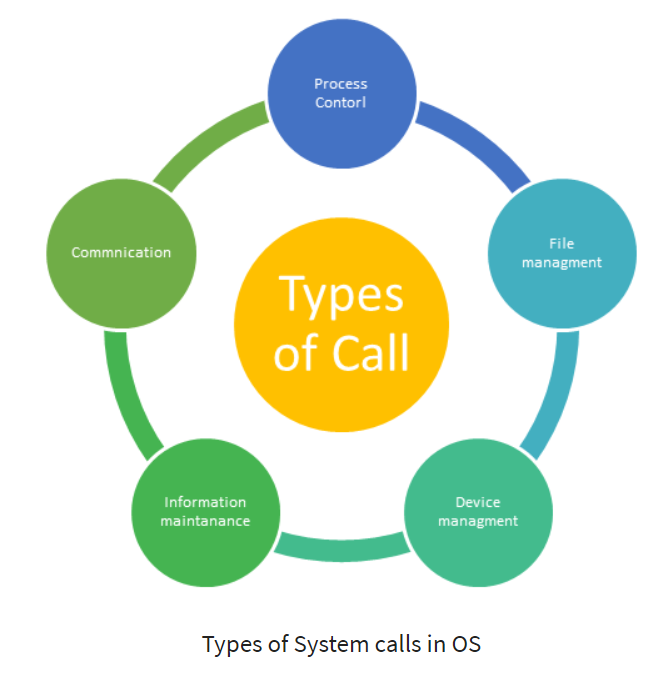 Process
Contorl
File
managment
Device
managment
Information
maintanance
Commnication
Types
of Call
Types of System calls in OS